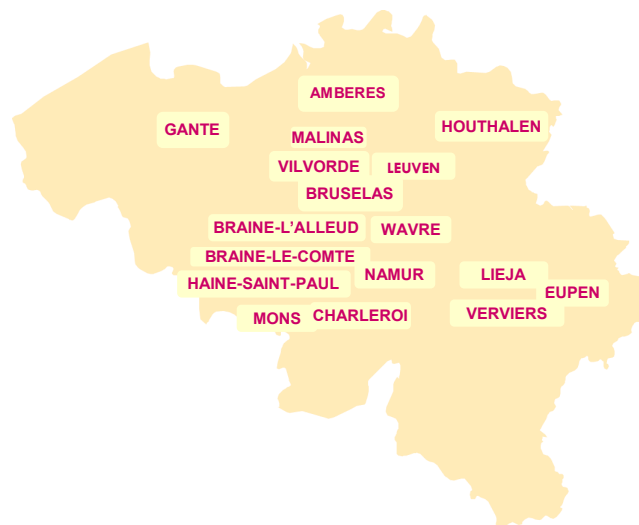 AMBERES
GANTE
HOUTHALEN
MALINAS
VILVORDE
LEUVEN
BRUSELAS
BRAINE-L'ALLEUD
WAVRE
BRAINE-LE-COMTE
NAMUR
LIEJA
HAINE-SAINT-PAUL
EUPEN
MONS
CHARLEROI
VERVIERS